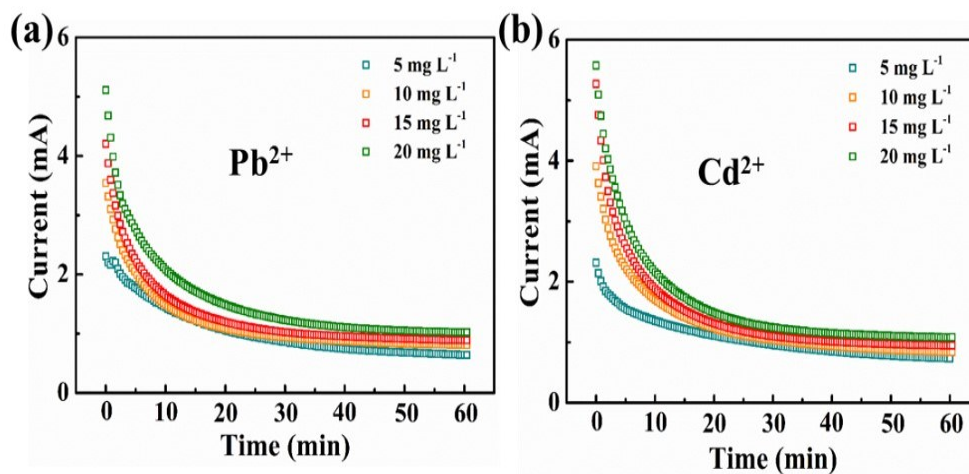 (a)
6
4
2
0
Current (mA)
5 mg L⁻¹
10 mg L⁻¹
15 mg L⁻¹
20 mg L⁻¹
Pb²⁺
0 10 20 30 40 50 60
Time (min)
(b)
6
4
2
0
Current (mA)
5 mg L⁻¹
10 mg L⁻¹
15 mg L⁻¹
20 mg L⁻¹
Cd²⁺
0 10 20 30 40 50 60
Time (min)